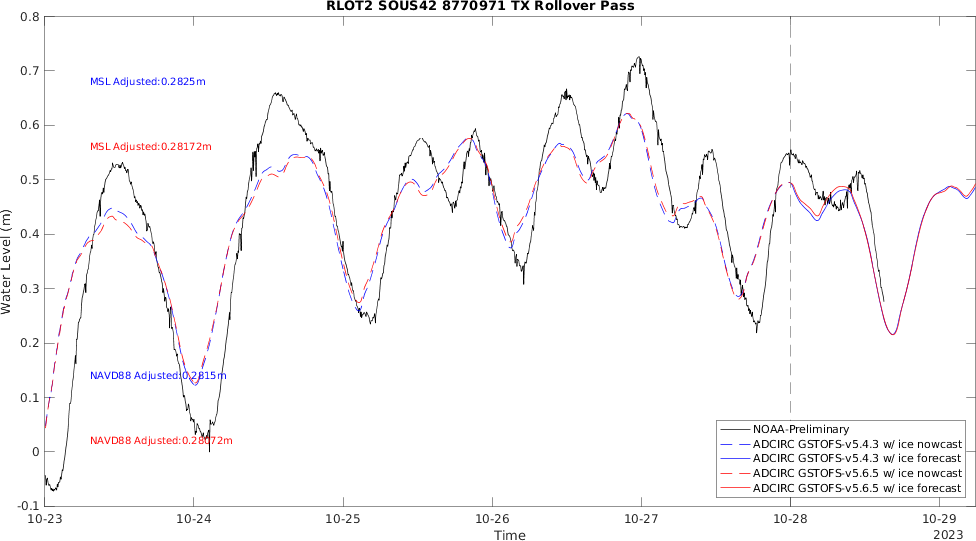 RLOT2 SOUS42 8770971 TX Rollover Pass
0.8
0.7
0.6
0.5
0.4
0.3
0.2
0.1
0
-0.1
Water Level (m)
MSL Adjusted:0.2825m
MSL Adjusted:0.28172m
NAVD88 Adjusted:0.2815m
NAVD88 Adjusted:0.28072m
NOAA-Preliminary
ADCIRC GSTOFS-v5.4.3 w/ ice nowcast
ADCIRC GSTOFS-v5.4.3 w/ ice forecast
ADCIRC GSTOFS-v5.6.5 w/ ice nowcast
ADCIRC GSTOFS-v5.6.5 w/ ice forecast
10-23 10-24 10-25 10-26 10-27 10-28 10-29
Time
2023